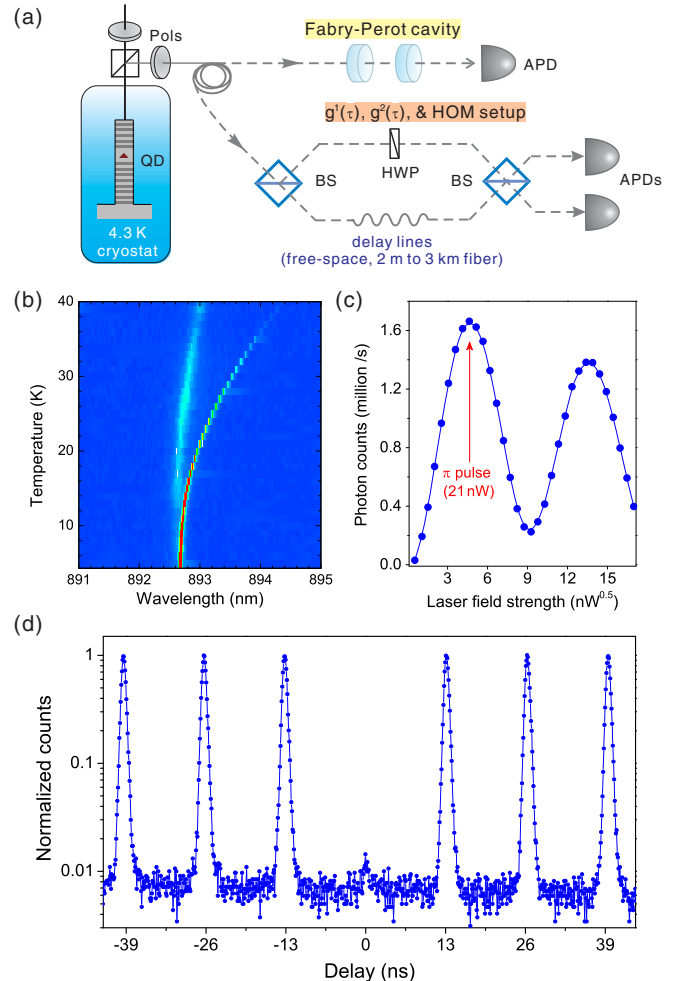 (a)
Pols
Fabry-Perot cavity
APD
g¹(τ), g²(τ), & HOM setup
QD
BS
HWP
BS
APDs
4.3 K
cryostat
delay lines
(free-space, 2 m to 3 km fiber)
(b)
40
30
20
10
891 892 893 894 895
Temperature (K)
Wavelength (nm)
(c)
1.6
1.2
0.8
0.4
0.0
3 6 9 12 15
Photon counts (million /s)
π pulse
(21 nW)
Laser field strength (nW⁰·⁵)
(d)
1
0.1
0.01
-39 -26 -13 0 13 26 39
Normalized counts
Delay (ns)